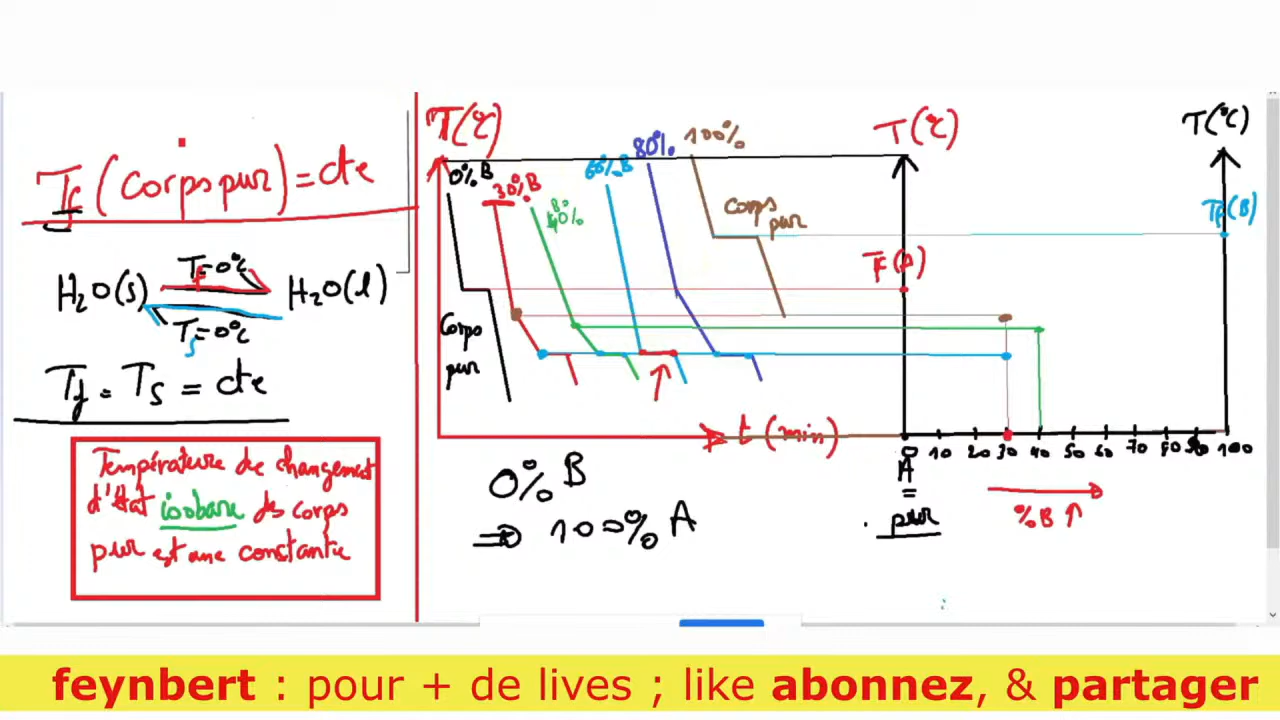 Tf (corps pur) = cte
H2O(s) Tf=0°c H2O(l)
Ts=0°c
Tf = Ts = cte
Température de changement
d'état isobare des corps
pur est une constante
T(°c)
0%B
30%B
40%
60%B
80%
100%
corps
pur
Corps
pur
t (min)
0% B
⇒ 100% A
T(°c)
TF(A)
T(°c)
TF(B)
0 10 20 30 40 50 60 70 80 90 100
A
=
pur
%B ↑
feynbert : pour + de lives ; like abonnez, & partager